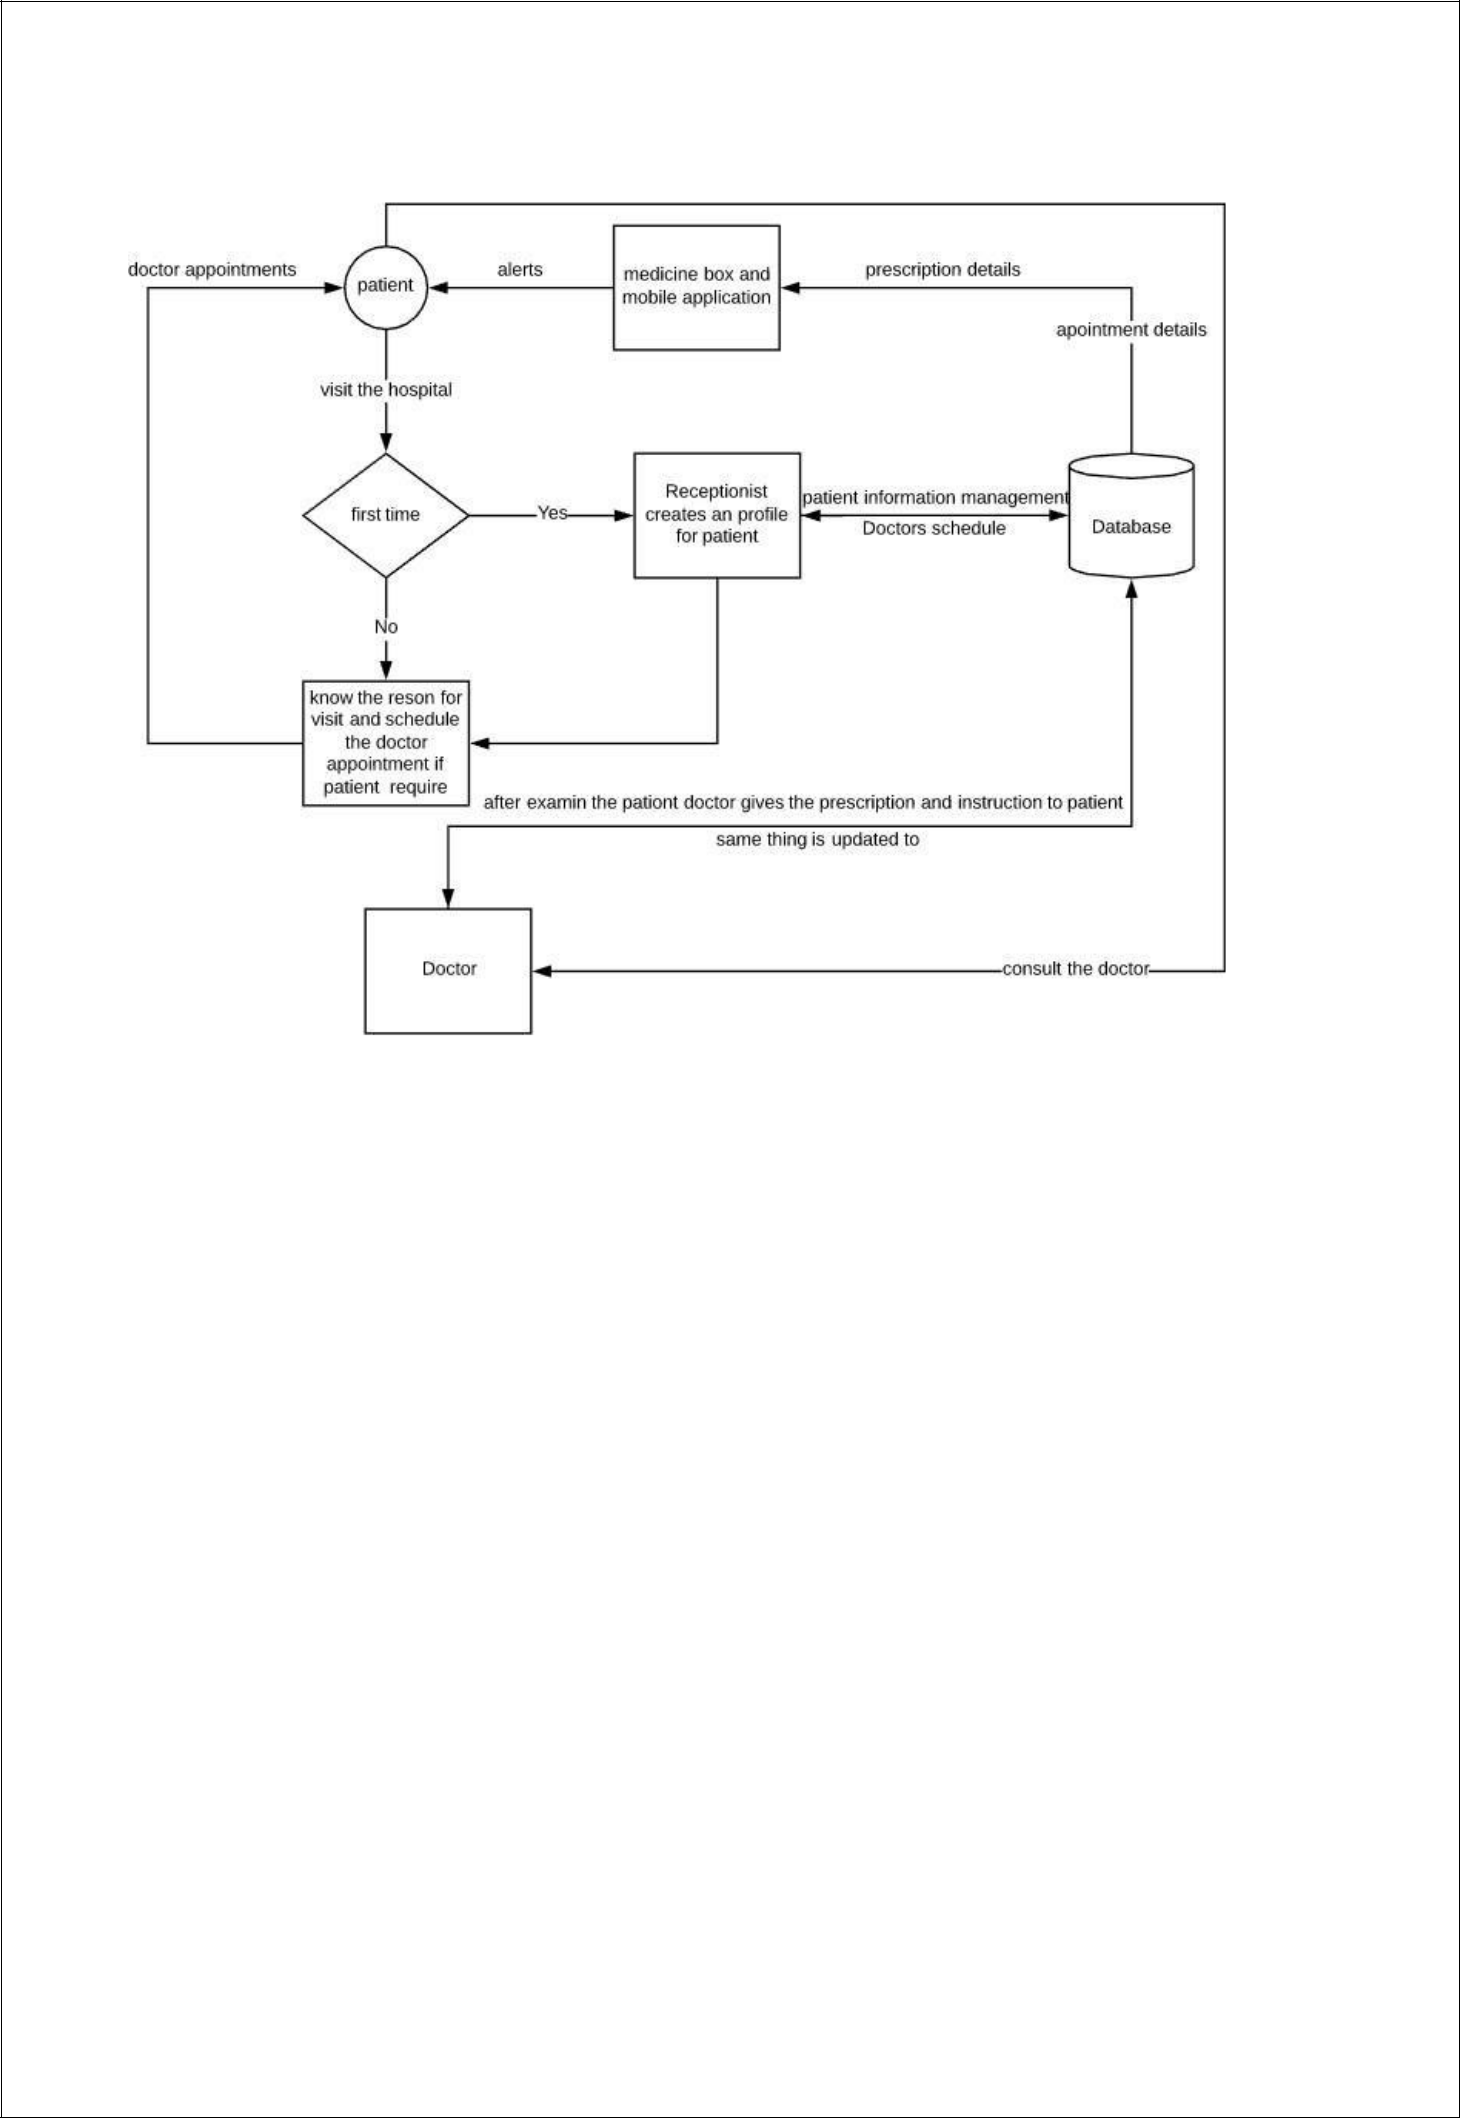 doctor appointments
patient
alerts
medicine box and
mobile application
prescription details
apointment details
visit the hospital
first time
Yes
Receptionist
creates an profile
for patient
patient information management
Doctors schedule
Database
No
know the reson for
visit and schedule
the doctor
appointment if
patient require
after examin the pationt doctor gives the prescription and instruction to patient
same thing is updated to
Doctor
consult the doctor